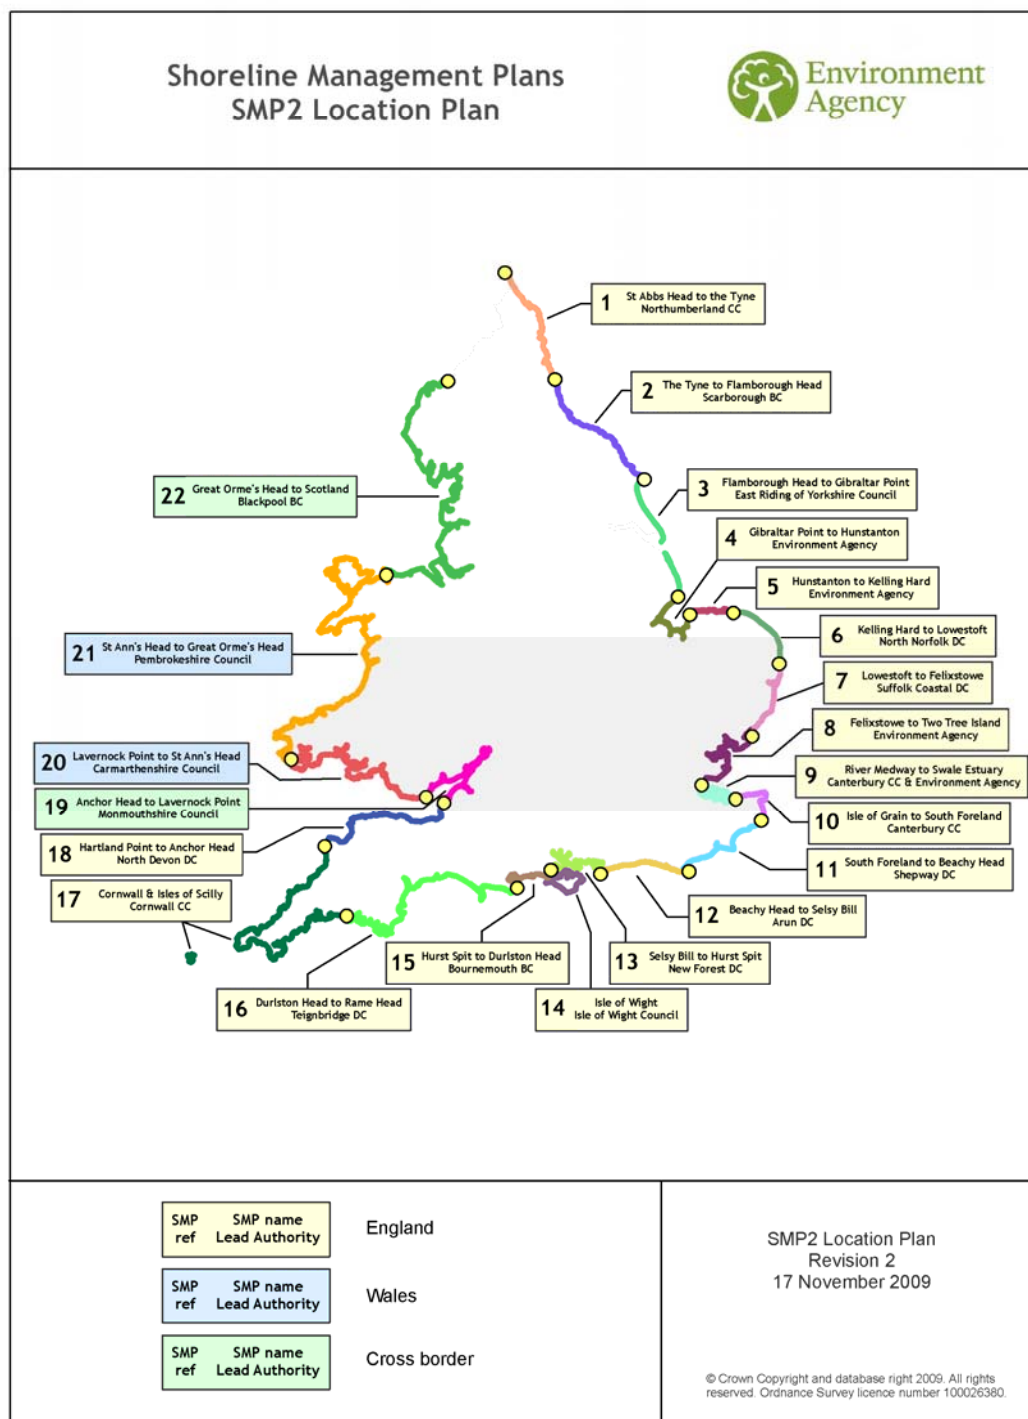 Shoreline Management Plans
SMP2 Location Plan
Environment
Agency
1 St Abbs Head to the Tyne
Northumberland CC
2 The Tyne to Flamborough Head
Scarborough BC
3 Flamborough Head to Gibraltar Point
East Riding of Yorkshire Council
22 Great Orme's Head to Scotland
Blackpool BC
4 Gibraltar Point to Hunstanton
Environment Agency
5 Hunstanton to Kelling Hard
Environment Agency
6 Kelling Hard to Lowestoft
North Norfolk DC
21 St Ann's Head to Great Orme's Head
Pembrokeshire Council
7 Lowestoft to Felixstowe
Suffolk Coastal DC
8 Felixstowe to Two Tree Island
Environment Agency
20 Lavernock Point to St Ann's Head
Carmarthenshire Council
9 River Medway to Swale Estuary
Canterbury CC & Environment Agency
19 Anchor Head to Lavernock Point
Monmouthshire Council
10 Isle of Grain to South Foreland
Canterbury CC
18 Hartland Point to Anchor Head
North Devon DC
11 South Foreland to Beachy Head
Shepway DC
17 Cornwall & Isles of Scilly
Cornwall CC
12 Beachy Head to Selsy Bill
Arun DC
15 Hurst Spit to Durlston Head
Bournemouth BC
13 Selsy Bill to Hurst Spit
New Forest DC
16 Durlston Head to Rame Head
Teignbridge DC
14 Isle of Wight
Isle of Wight Council
SMP SMP name
ref Lead Authority
England
SMP SMP name
ref Lead Authority
Wales
SMP SMP name
ref Lead Authority
Cross border
SMP2 Location Plan
Revision 2
17 November 2009
© Crown Copyright and database right 2009. All rights
reserved. Ordnance Survey licence number 100026380.